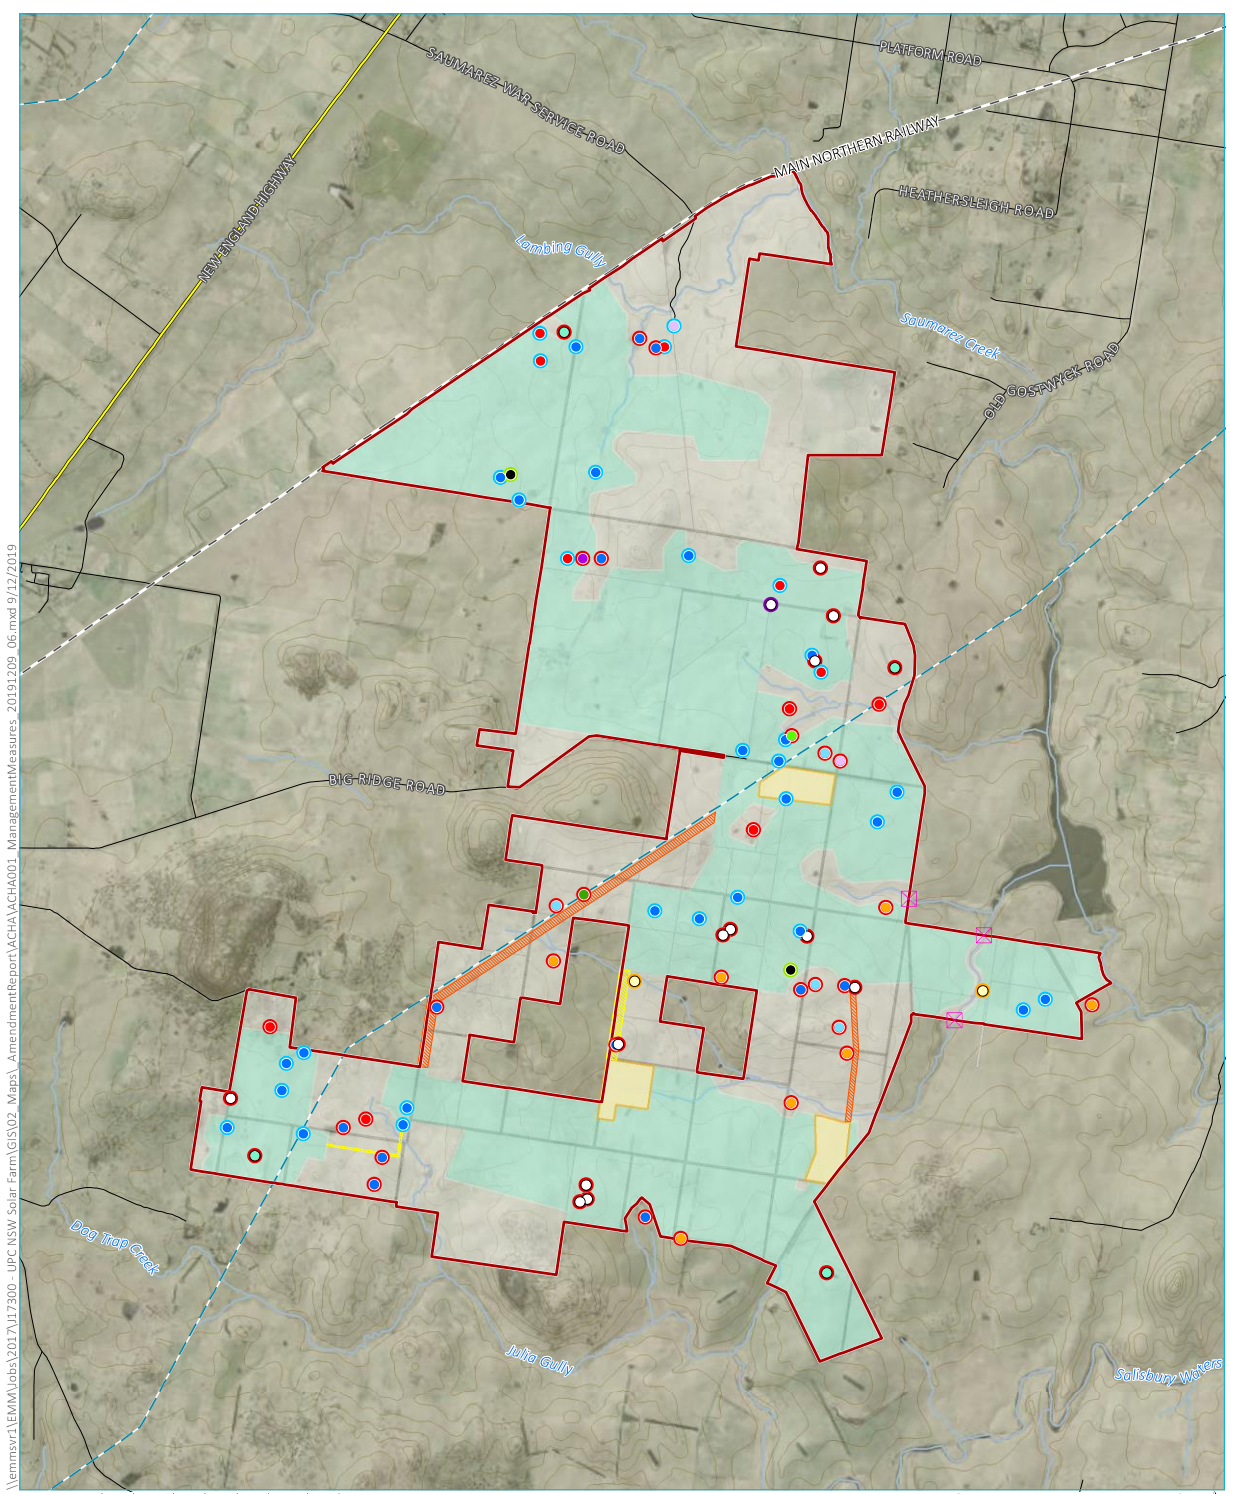 PLATFORM ROAD
SAUMAREZ WAR SERVICE ROAD
MAIN NORTHERN RAILWAY
NEW ENGLAND HIGHWAY
HEATHERSLEIGH ROAD
Lambing Gully
Saumarez Creek
OLD GOSTWYCK ROAD
BIG RIDGE ROAD
Dog Trap Creek
Julia Gully
Salisbury Waters
\\emmsvr1\EMM\Jobs\2017\J17300 - UPC NSW Solar Farm\GIS\02_Maps\_AmendmentReport\ACHA\ACHA001_ManagementMeasures_20191209_06.mxd 9/12/2019